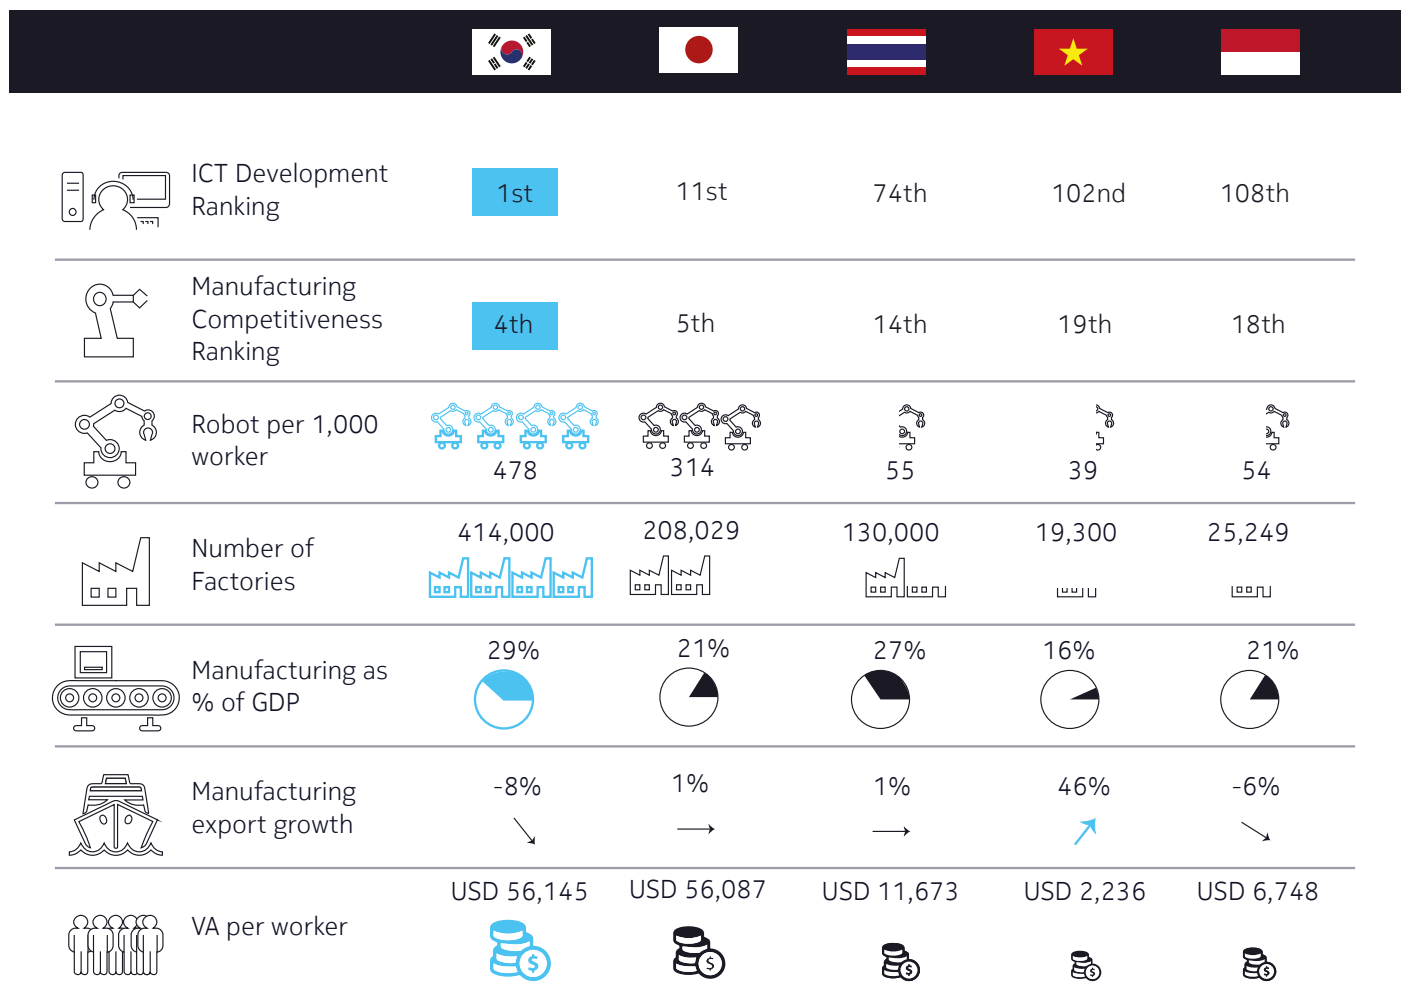 ICT Development
Ranking
1st
11st
74th
102nd
108th
Manufacturing
Competitiveness
Ranking
4th
5th
14th
19th
18th
Robot per 1,000
worker
478
314
55
39
54
Number of
Factories
414,000
208,029
130,000
19,300
25,249
Manufacturing as
% of GDP
29%
21%
27%
16%
21%
Manufacturing
export growth
-8%
1%
1%
46%
-6%
VA per worker
USD 56,145
USD 56,087
USD 11,673
USD 2,236
USD 6,748
$
$
$
$
$